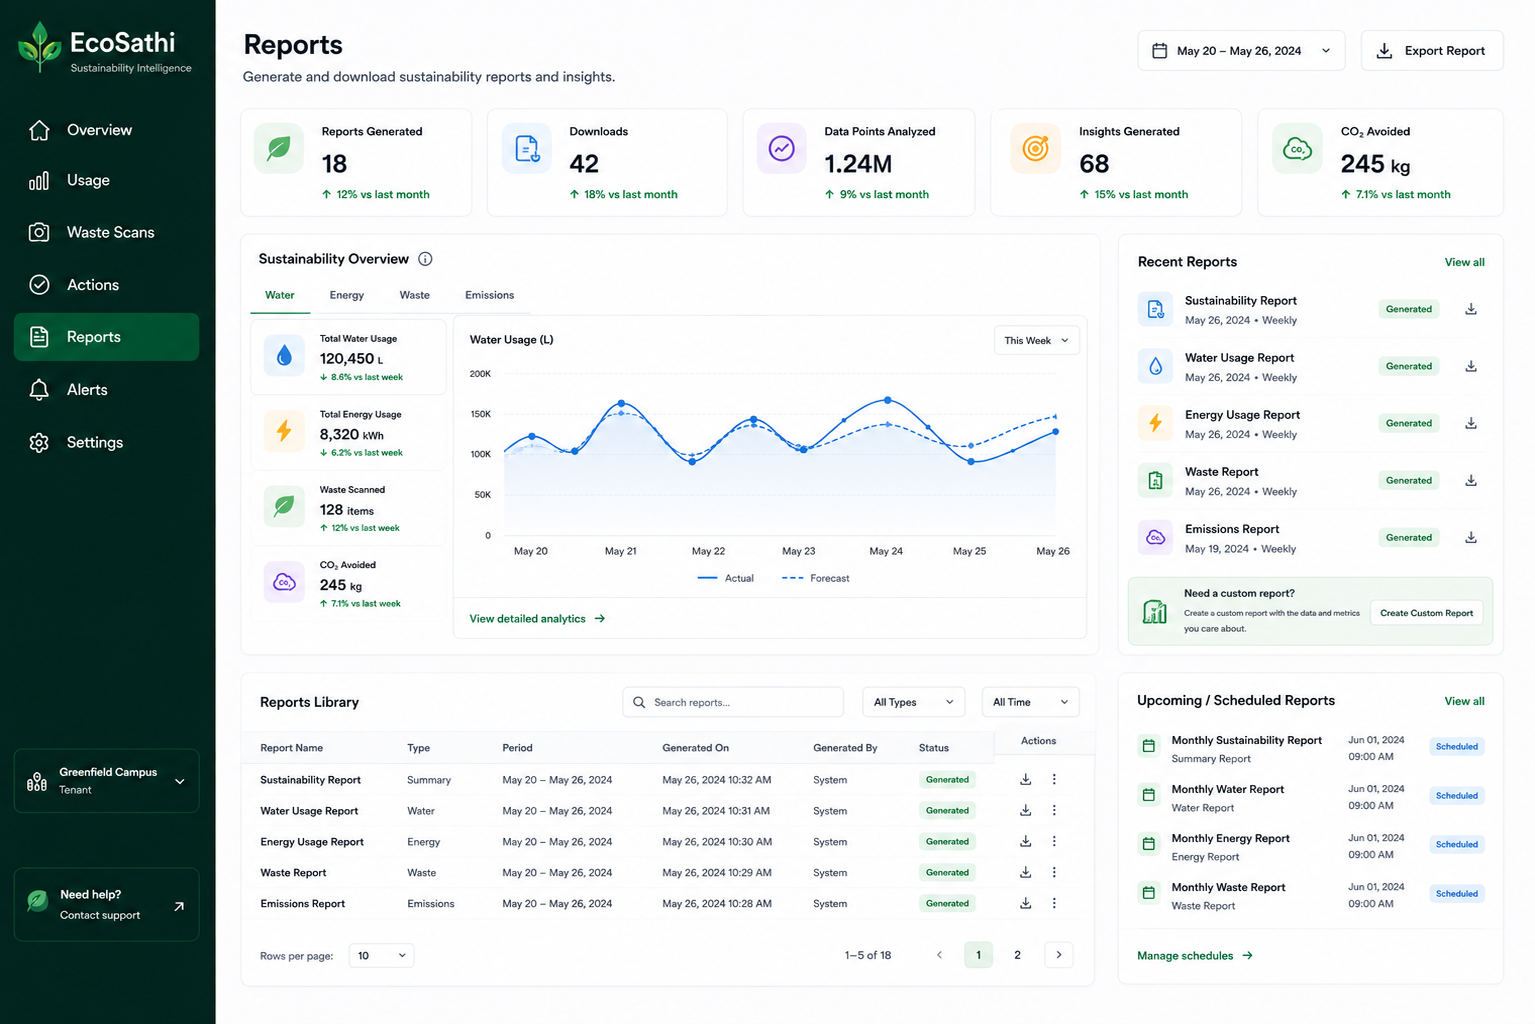 EcoSathi
Sustainability Intelligence
Overview
Usage
Waste Scans
Actions
Reports
Alerts
Settings
Greenfield Campus
Tenant
Need help?
Contact support
Reports
Generate and download sustainability reports and insights.
May 20 – May 26, 2024
Export Report
Reports Generated
18
↑ 12% vs last month
Downloads
42
↑ 18% vs last month
Data Points Analyzed
1.24M
↑ 9% vs last month
Insights Generated
68
↑ 15% vs last month
CO₂
CO₂ Avoided
245 kg
↑ 7.1% vs last month
Sustainability Overview
Water Energy Waste Emissions
Total Water Usage
120,450 L
↓ 8.6% vs last week
Total Energy Usage
8,320 kWh
↓ 6.2% vs last week
Waste Scanned
128 items
↑ 12% vs last week
CO₂
CO₂ Avoided
245 kg
↑ 7.1% vs last week
Water Usage (L)
This Week
200K
150K
100K
50K
0
May 20 May 21 May 22 May 23 May 24 May 25 May 26
Actual Forecast
View detailed analytics →
Recent Reports
View all
Sustainability Report
May 26, 2024 • Weekly
Generated
Water Usage Report
May 26, 2024 • Weekly
Generated
Energy Usage Report
May 26, 2024 • Weekly
Generated
Waste Report
May 26, 2024 • Weekly
Generated
CO₂
Emissions Report
May 19, 2024 • Weekly
Generated
Need a custom report?
Create a custom report with the data and metrics
you care about.
Create Custom Report
Reports Library
Search reports...
All Types
All Time
Report Name Type Period Generated On Generated By Status Actions
Sustainability Report Summary May 20 – May 26, 2024 May 26, 2024 10:32 AM System Generated
Water Usage Report Water May 20 – May 26, 2024 May 26, 2024 10:31 AM System Generated
Energy Usage Report Energy May 20 – May 26, 2024 May 26, 2024 10:30 AM System Generated
Waste Report Waste May 20 – May 26, 2024 May 26, 2024 10:29 AM System Generated
Emissions Report Emissions May 20 – May 26, 2024 May 26, 2024 10:28 AM System Generated
Rows per page: 10
1–5 of 18
1 2
Upcoming / Scheduled Reports
View all
Monthly Sustainability Report
Summary Report
Jun 01, 2024
09:00 AM
Scheduled
Monthly Water Report
Water Report
Jun 01, 2024
09:00 AM
Scheduled
Monthly Energy Report
Energy Report
Jun 01, 2024
09:00 AM
Scheduled
Monthly Waste Report
Waste Report
Jun 01, 2024
09:00 AM
Scheduled
Manage schedules →